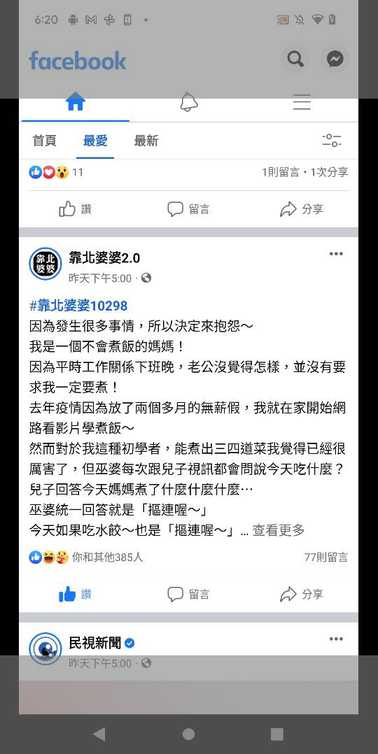 6:20
facebook
首頁
最愛
最新
11
1則留言・1次分享
讚
留言
分享
靠北
婆婆
靠北婆婆2.0
昨天下午5:00・
#靠北婆婆10298
因為發生很多事情，所以決定來抱怨～
我是一個不會煮飯的媽媽！
因為平時工作關係下班晚，老公沒覺得怎樣，並沒有要
求我一定要煮！
去年疫情因為放了兩個多月的無薪假，我就在家開始網
路看影片學煮飯～
然而對於我這種初學者，能煮出三四道菜我覺得已經很
厲害了，但巫婆每次跟兒子視訊都會問說今天吃什麼？
兒子回答今天媽媽煮了什麼什麼什麼⋯
巫婆統一回答就是「摳連喔～」
今天如果吃水餃～也是「摳連喔～」... 查看更多
你和其他385人
77則留言
讚
留言
分享
民視新聞
昨天下午5:00・